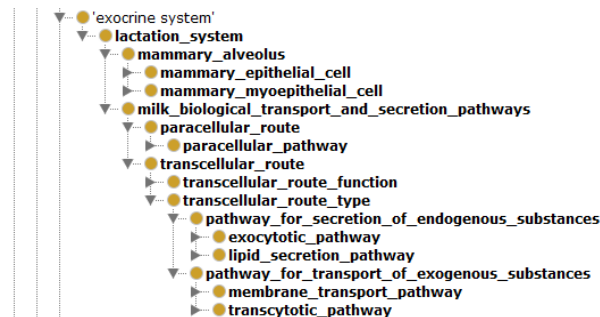 'exocrine system'
lactation_system
mammary_alveolus
mammary_epithelial_cell
mammary_myoepithelial_cell
milk_biological_transport_and_secretion_pathways
paracellular_route
paracellular_pathway
transcellular_route
transcellular_route_function
transcellular_route_type
pathway_for_secretion_of_endogenous_substances
exocytotic_pathway
lipid_secretion_pathway
pathway_for_transport_of_exogenous_substances
membrane_transport_pathway
transcytotic_pathway